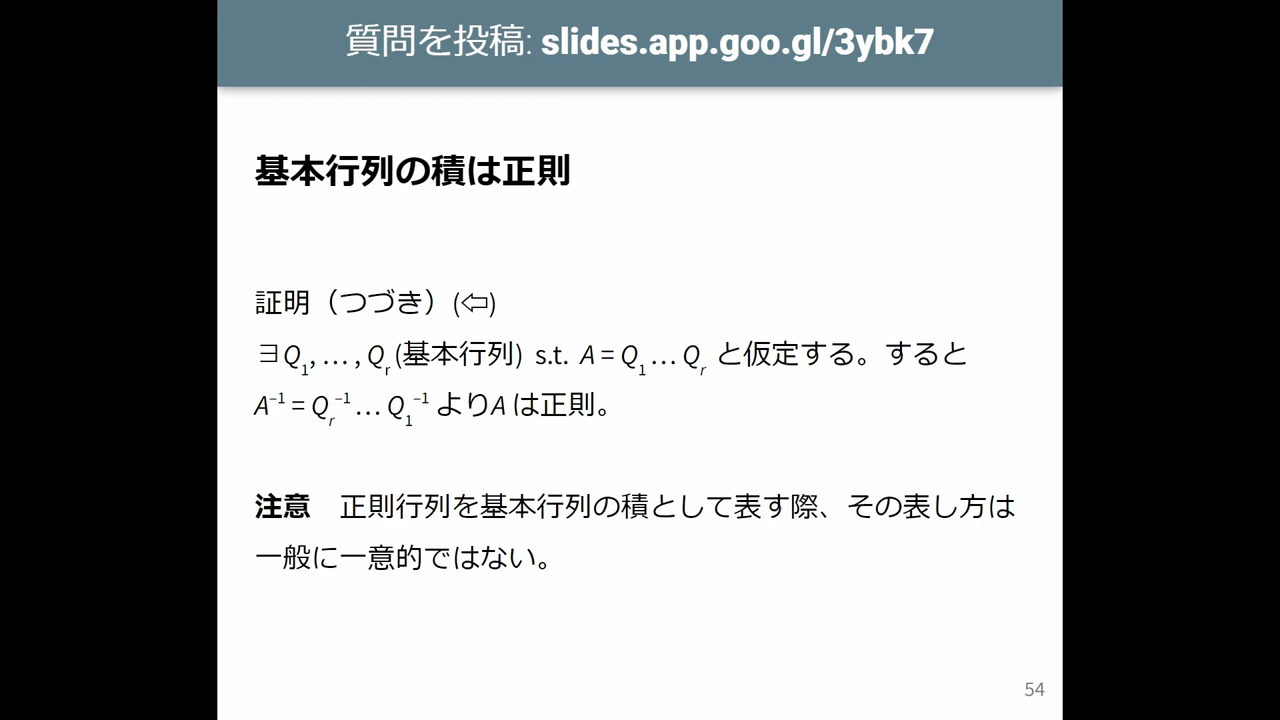 質問を投稿: slides.app.goo.gl/3ybk7
基本行列の積は正則
証明（つづき）(⇦)
∃Q₁, … , Qᵣ (基本行列) s.t. A = Q₁ … Qᵣ と仮定する。すると
A⁻¹ = Qᵣ⁻¹ … Q₁⁻¹ よりA は正則。
注意　正則行列を基本行列の積として表す際、その表し方は
一般に一意的ではない。
54